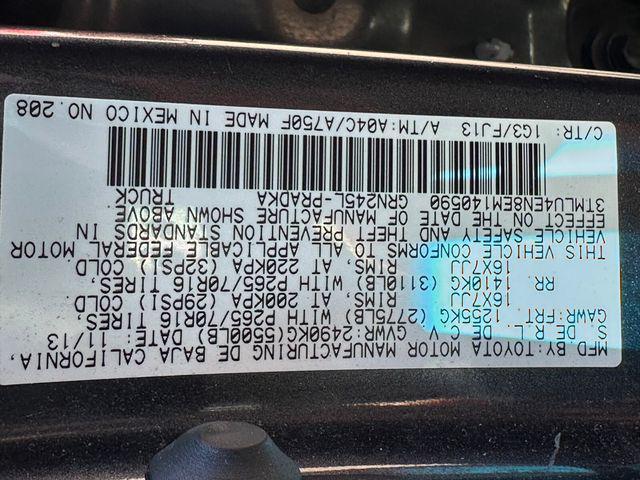 MFD BY: TOYOTA MOTOR MANUFACTURING DE BAJA CALIFORNIA,
S. DE R.L. DE C.V. GVWR: 2490KG(5500LB) DATE: 11/13
GAWR:FRT. 1255KG (2775LB) WITH P265/70R16 TIRES
16X7JJ RIMS, AT 200KPA (29PSI) COLD
RR. 1410KG (3110LB) WITH P265/70R16 TIRES,
16X7JJ RIMS, AT 220KPA (32PSI) COLD
THIS VEHICLE CONFORMS TO ALL APPLICABLE FEDERAL MOTOR
VEHICLE SAFETY AND THEFT PREVENTION STANDARDS IN
EFFECT ON THE DATE OF MANUFACTURE SHOWN ABOVE
3TMLU4EN8EM140590 TRUCK
GRN245L-PRADKA
C/TR: 1G3/FJ13 A/TM:A04C/A750F MADE IN MEXICO NO.208